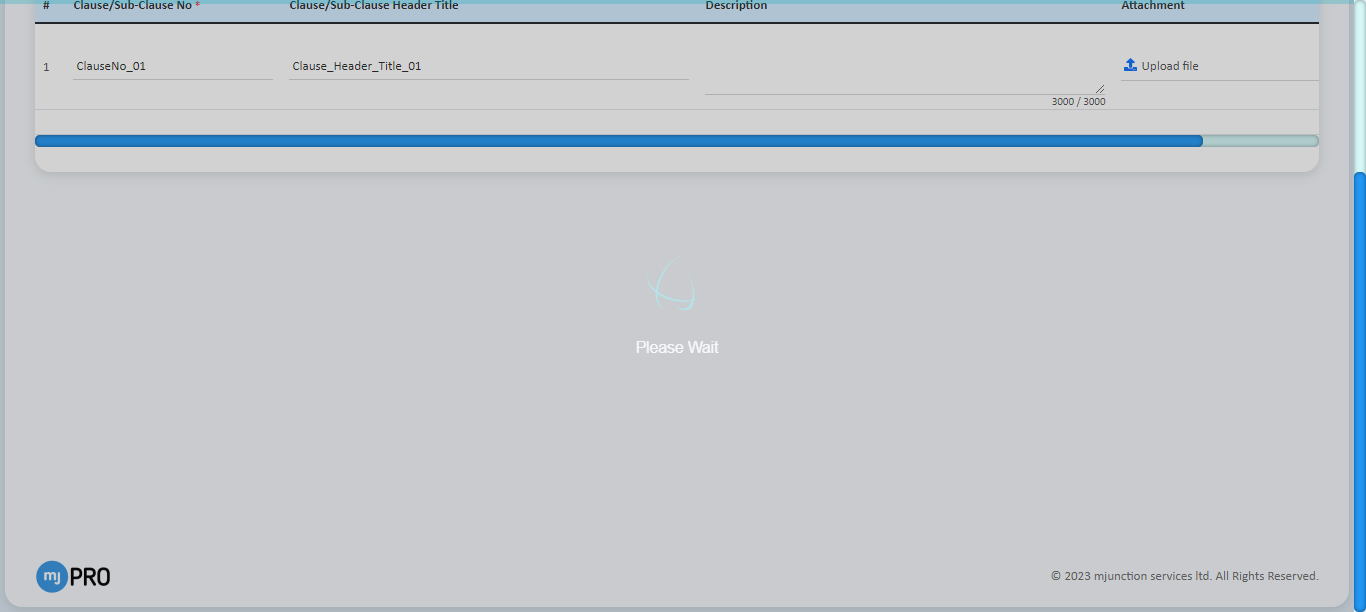 # Clause/Sub-Clause No * Clause/Sub-Clause Header Title Description Attachment
1 ClauseNo_01 Clause_Header_Title_01 Upload file
3000 / 3000
Please Wait
mj PRO © 2023 mjunction services ltd. All Rights Reserved.